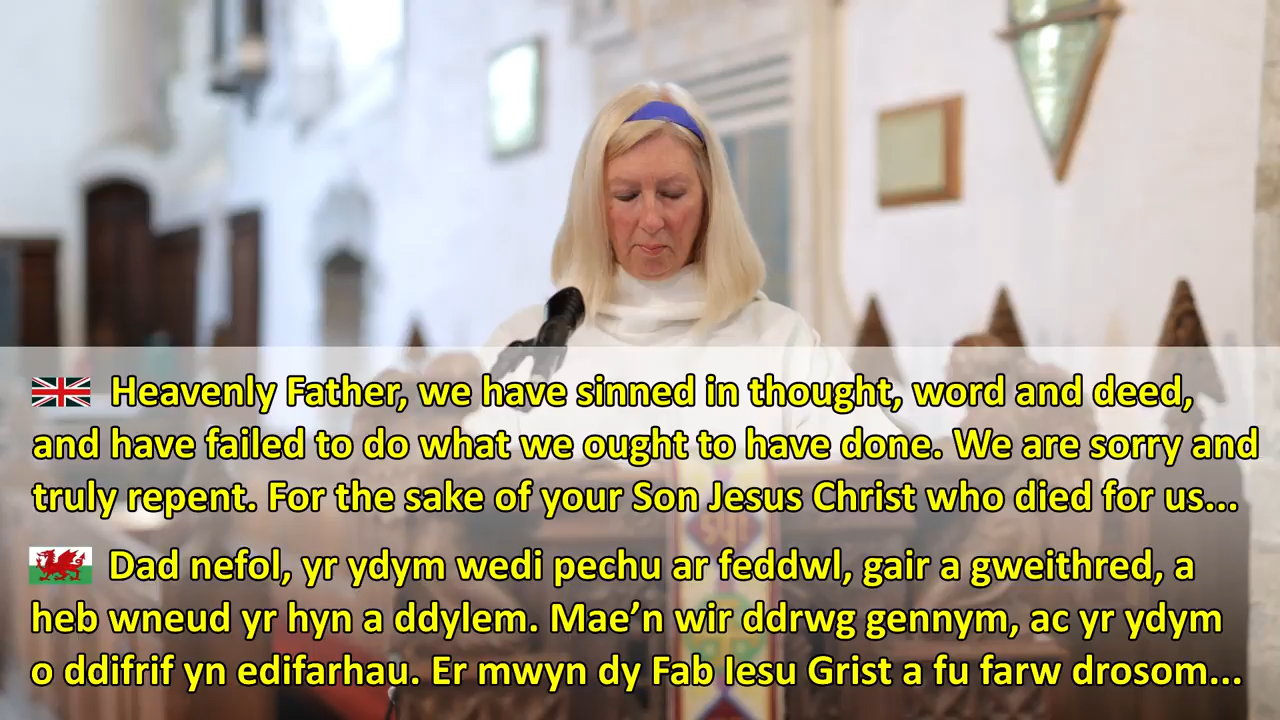 Heavenly Father, we have sinned in thought, word and deed,
and have failed to do what we ought to have done. We are sorry and
truly repent. For the sake of your Son Jesus Christ who died for us...
Dad nefol, yr ydym wedi pechu ar feddwl, gair a gweithred, a
heb wneud yr hyn a ddylem. Mae’n wir ddrwg gennym, ac yr ydym
o ddifrif yn edifarhau. Er mwyn dy Fab Iesu Grist a fu farw drosom...